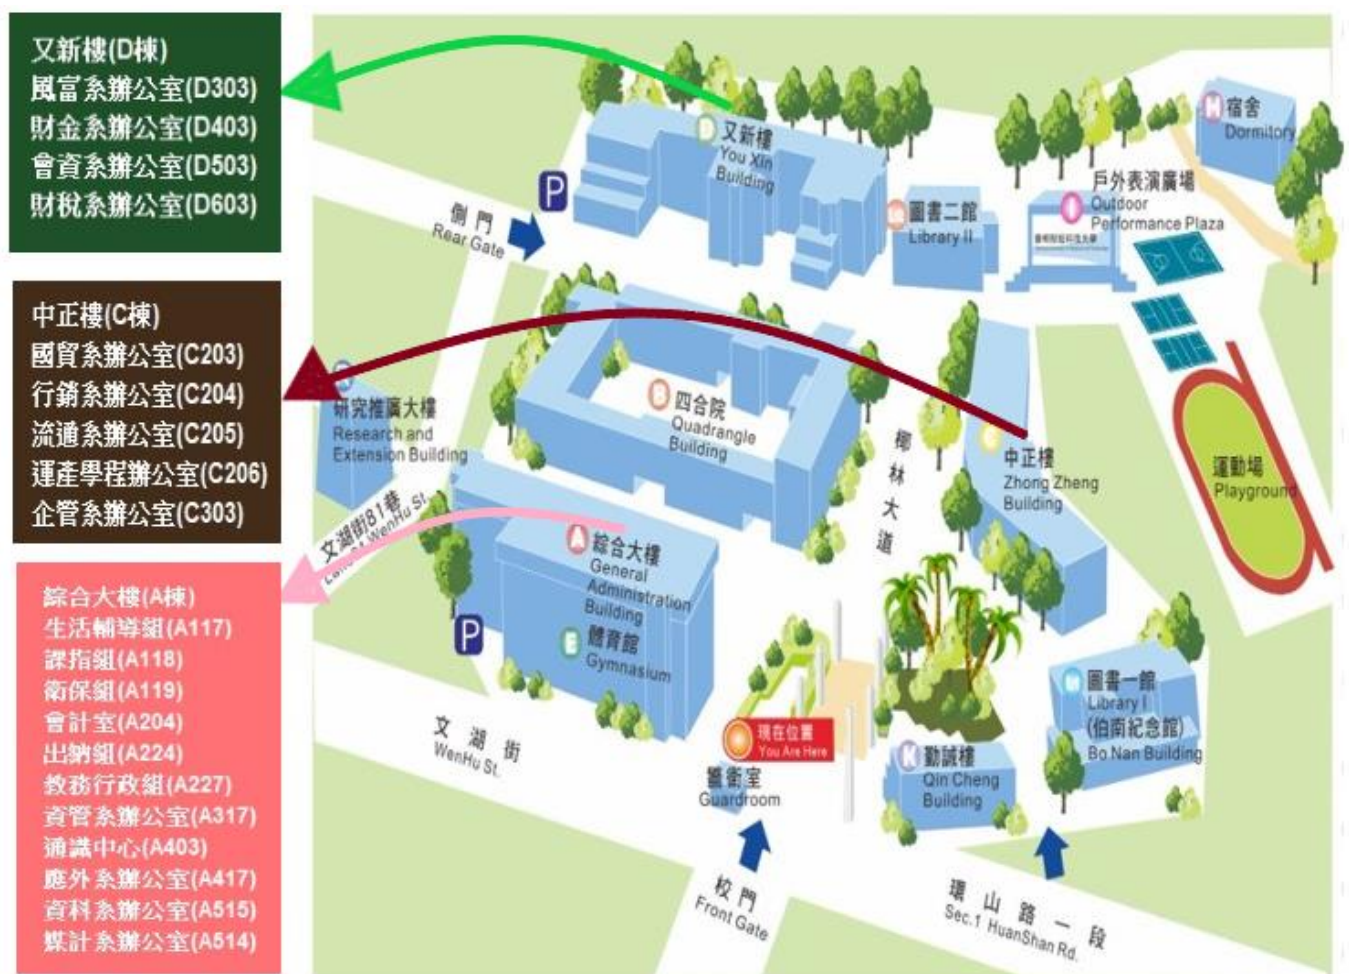 又新樓(D棟)
風富系辦公室(D303)
財金系辦公室(D403)
會資系辦公室(D503)
財稅系辦公室(D603)
中正樓(C棟)
國貿系辦公室(C203)
行銷系辦公室(C204)
流通系辦公室(C205)
運產學程辦公室(C206)
企管系辦公室(C303)
綜合大樓(A棟)
生活輔導組(A117)
課指組(A118)
衛保組(A119)
會計室(A204)
出納組(A224)
教務行政組(A227)
資管系辦公室(A317)
通識中心(A403)
應外系辦公室(A417)
資科系辦公室(A515)
媒計系辦公室(A514)
D 又新樓
You Xin
Building
H 宿舍
Dormitory
P
側門
Rear Gate
圖書二館
Library II
戶外表演廣場
Outdoor
Performance Plaza
研究推廣大樓
Research and
Extension Building
B 四合院
Quadrangle
Building
椰林大道
中正樓
Zhong Zheng
Building
運動場
Playground
文湖街81巷
WenHu St
A 綜合大樓
General
Administration
Building
E 體育館
Gymnasium
P
圖書一館
Library I
(伯南紀念館)
Bo Nan Building
現在位置
You Are Here
K 勤誠樓
Qin Cheng
Building
警衛室
Guardroom
文湖街
WenHu St.
校門
Front Gate
環山路一段
Sec.1 HuanShan Rd.